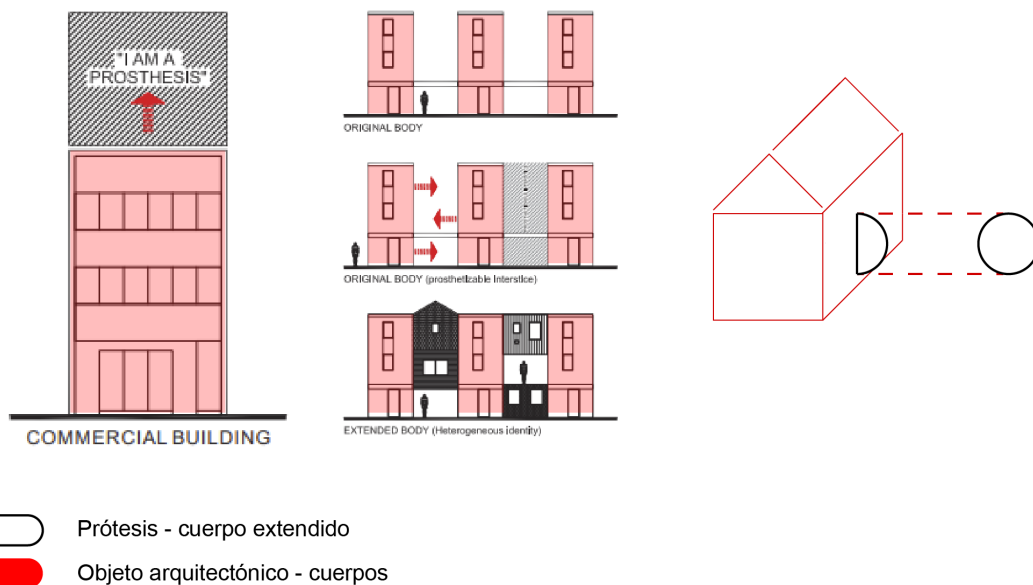 "I AM A
PROSTHESIS"
COMMERCIAL BUILDING
ORIGINAL BODY
ORIGINAL BODY (prosthetizable Interstice)
EXTENDED BODY (Heterogeneous identity)
Prótesis - cuerpo extendido
Objeto arquitectónico - cuerpos